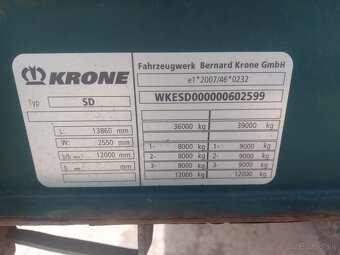 KRONE
Fahrzeugwerk Bernard Krone GmbH
e1*2007/46*0232
Typ SD
WKESD000000602599
L: 13860 mm
W: 2550 mm
b/b 12000 mm
b mm
36000 kg 39000 kg
1- 8000 kg 1- 9000 kg
2- 8000 kg 2- 9000 kg
3- 8000 kg 3- 9000 kg
12000 kg 12000 kg
bazos.sk